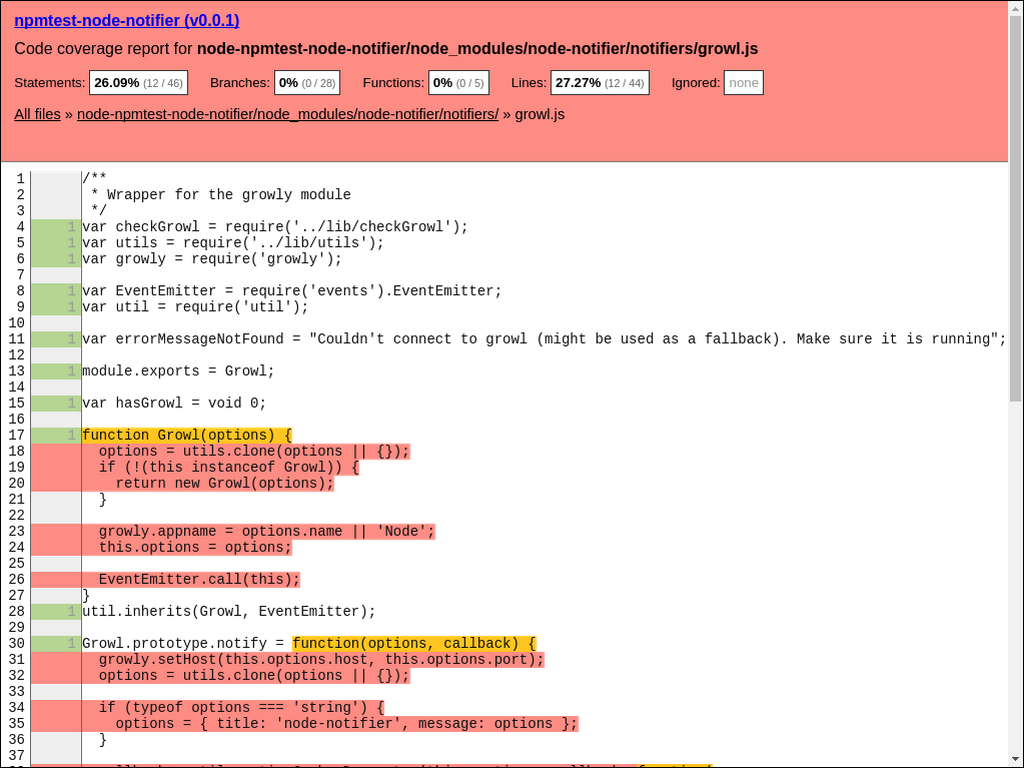 npmtest-node-notifier (v0.0.1)
Code coverage report for node-npmtest-node-notifier/node_modules/node-notifier/notifiers/growl.js
Statements: 26.09% (12 / 46) Branches: 0% (0 / 28) Functions: 0% (0 / 5) Lines: 27.27% (12 / 44) Ignored: none
All files » node-npmtest-node-notifier/node_modules/node-notifier/notifiers/ » growl.js
1 /**
2  * Wrapper for the growly module
3  */
4 1 var checkGrowl = require('../lib/checkGrowl');
5 1 var utils = require('../lib/utils');
6 1 var growly = require('growly');
7
8 1 var EventEmitter = require('events').EventEmitter;
9 1 var util = require('util');
10
11 1 var errorMessageNotFound = "Couldn't connect to growl (might be used as a fallback). Make sure it is running";
12
13 1 module.exports = Growl;
14
15 1 var hasGrowl = void 0;
16
17 1 function Growl(options) {
18   options = utils.clone(options || {});
19   if (!(this instanceof Growl)) {
20     return new Growl(options);
21   }
22
23   growly.appname = options.name || 'Node';
24   this.options = options;
25
26   EventEmitter.call(this);
27 }
28 1 util.inherits(Growl, EventEmitter);
29
30 1 Growl.prototype.notify = function(options, callback) {
31   growly.setHost(this.options.host, this.options.port);
32   options = utils.clone(options || {});
33
34   if (typeof options === 'string') {
35     options = { title: 'node-notifier', message: options };
36   }
37